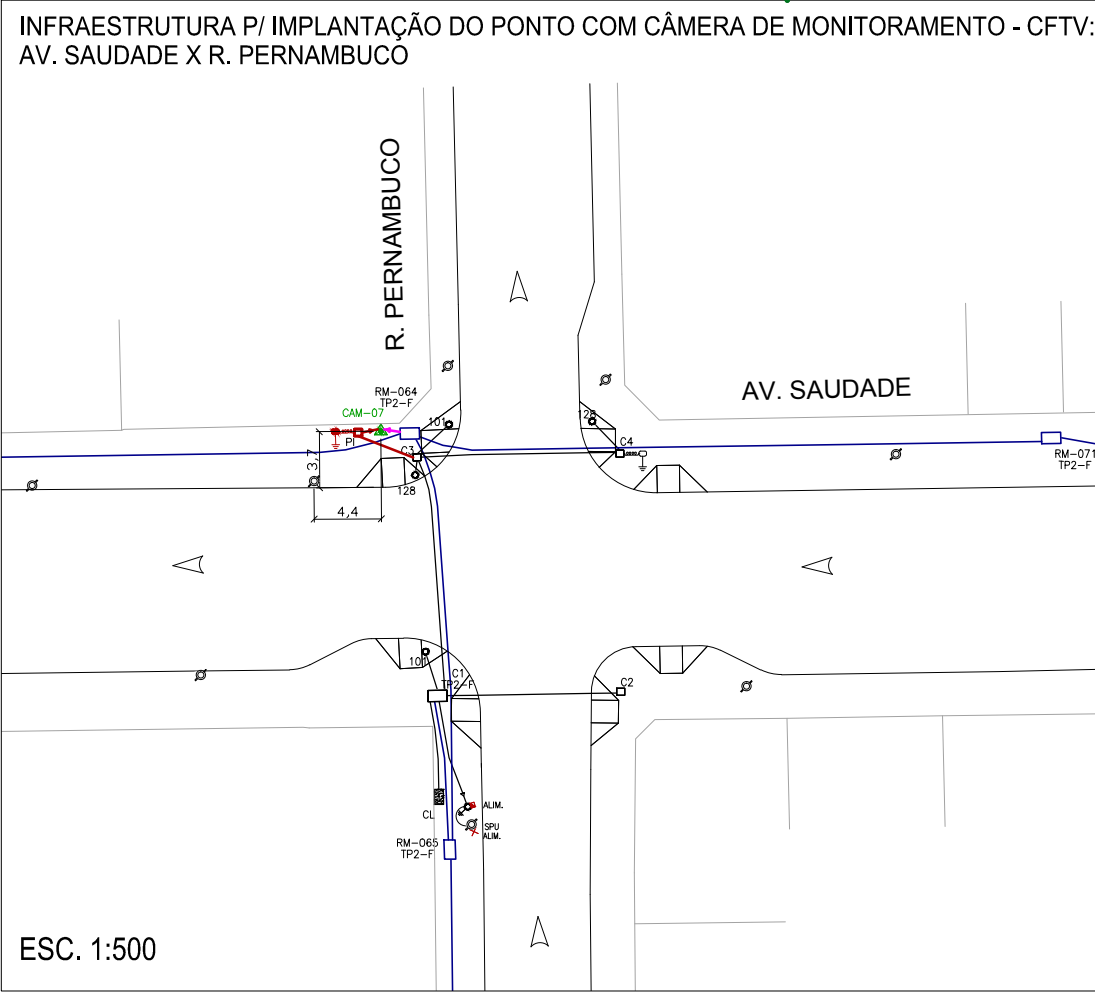 INFRAESTRUTURA P/ IMPLANTAÇÃO DO PONTO COM CÂMERA DE MONITORAMENTO - CFTV:
AV. SAUDADE X R. PERNAMBUCO
R. PERNAMBUCO
AV. SAUDADE
RM-064
TP2-F
CAM-07
101
128
PI
C3
C4
RM-071
TP2-F
3,7
128
4,4
101
C1
TP2-F
C2
CL
ALIM.
SPU
ALIM.
RM-065
TP2-F
ESC. 1:500